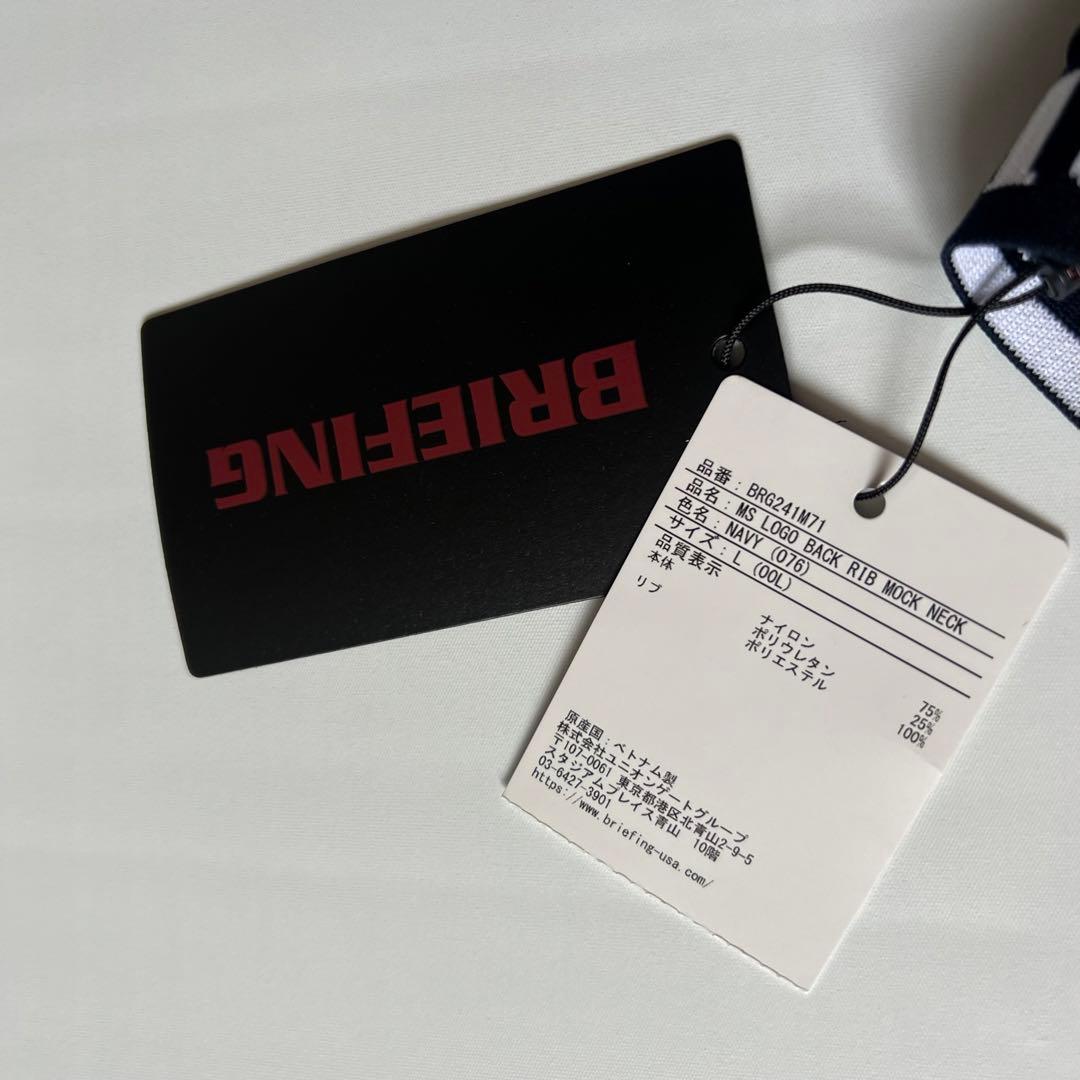 BRIEFING
品番: BRG241M71
品名: MS LOGO BACK RIB MOCK NECK
色名: NAVY (076)
サイズ: L (00L)
品質表示
本体
ナイロン 75%
ポリウレタン 25%
リブ
ポリエステル 100%
原産国:ベトナム製
株式会社ユニオンゲートグループ
〒107-0061 東京都港区北青山2-9-5
スタジアムプレイス青山 10階
03-6427-3901
https://www.briefing-usa.com/